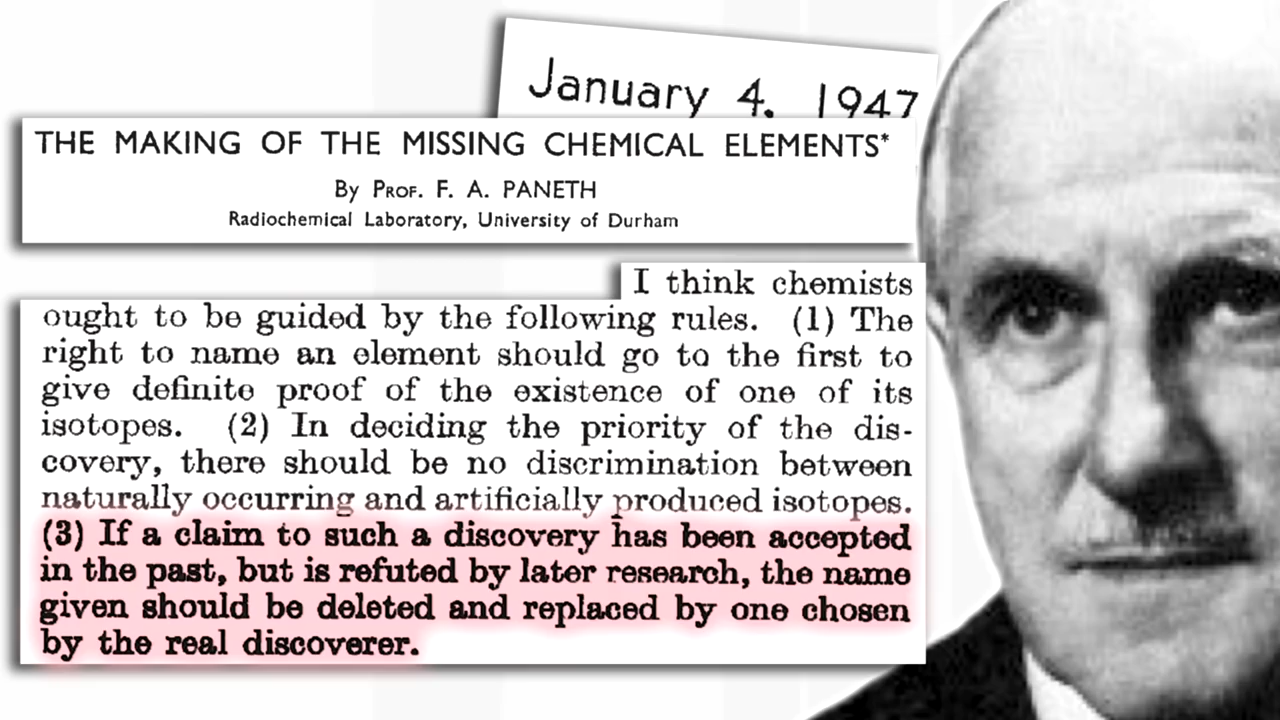 January 4, 1947
THE MAKING OF THE MISSING CHEMICAL ELEMENTS*
By PROF. F. A. PANETH
Radiochemical Laboratory, University of Durham
I think chemists
ought to be guided by the following rules. (1) The
right to name an element should go to the first to
give definite proof of the existence of one of its
isotopes. (2) In deciding the priority of the dis-
covery, there should be no discrimination between
naturally occurring and artificially produced isotopes.
(3) If a claim to such a discovery has been accepted
in the past, but is refuted by later research, the name
given should be deleted and replaced by one chosen
by the real discoverer.